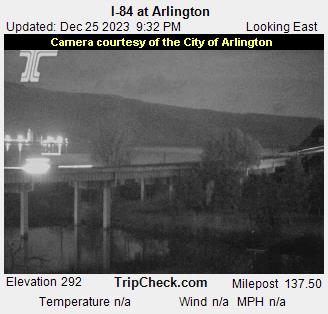 I-84 at Arlington
Updated: Dec 25 2023 9:32 PM Looking East
Camera courtesy of the City of Arlington
Elevation 292 TripCheck.com Milepost 137.50
Temperature n/a Wind n/a MPH n/a